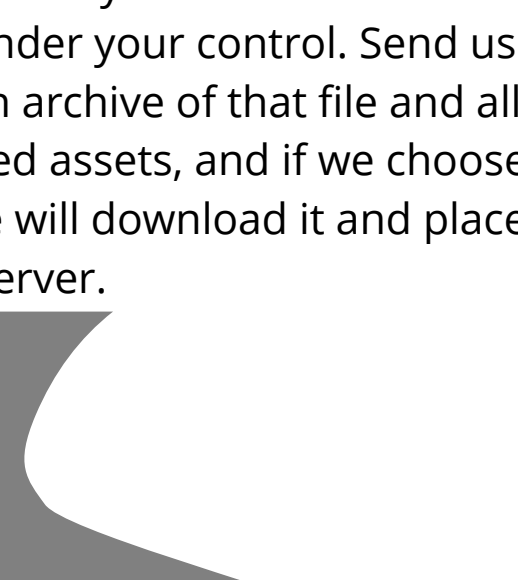 nder your control. Send us
archive of that file and all
ed assets, and if we choose
will download it and place
erver.